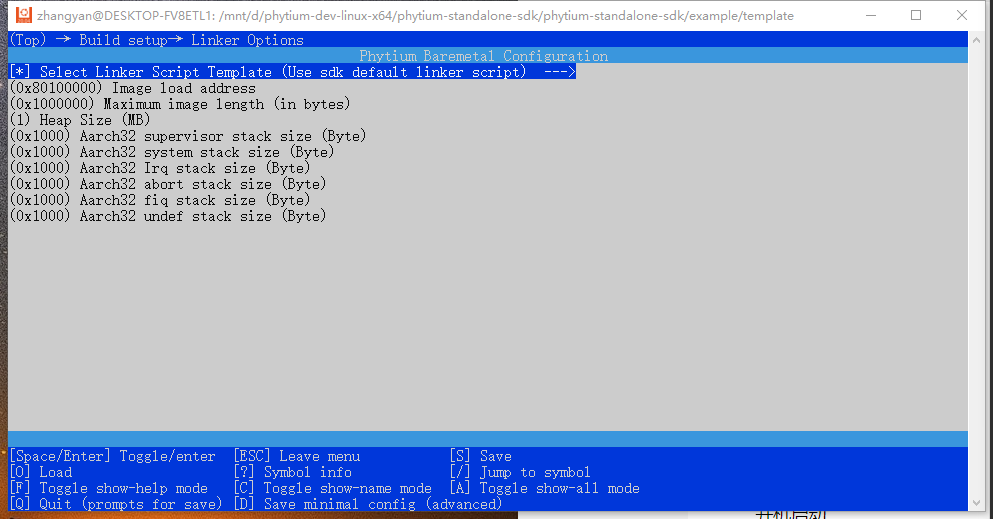 zhangyan@DESKTOP-FV8ETL1: /mnt/d/phytium-dev-linux-x64/phytium-standalone-sdk/phytium-standalone-sdk/example/template
(Top) → Build setup→ Linker Options
Phytium Baremetal Configuration
[*] Select Linker Script Template (Use sdk default linker script)  --->
(0x80100000) Image load address
(0x1000000) Maximum image length (in bytes)
(1) Heap Size (MB)
(0x1000) Aarch32 supervisor stack size (Byte)
(0x1000) Aarch32 system stack size (Byte)
(0x1000) Aarch32 Irq stack size (Byte)
(0x1000) Aarch32 abort stack size (Byte)
(0x1000) Aarch32 fiq stack size (Byte)
(0x1000) Aarch32 undef stack size (Byte)
[Space/Enter] Toggle/enter  [ESC] Leave menu  [S] Save
[O] Load  [?] Symbol info  [/] Jump to symbol
[F] Toggle show-help mode  [C] Toggle show-name mode  [A] Toggle show-all mode
[Q] Quit (prompts for save)  [D] Save minimal config (advanced)